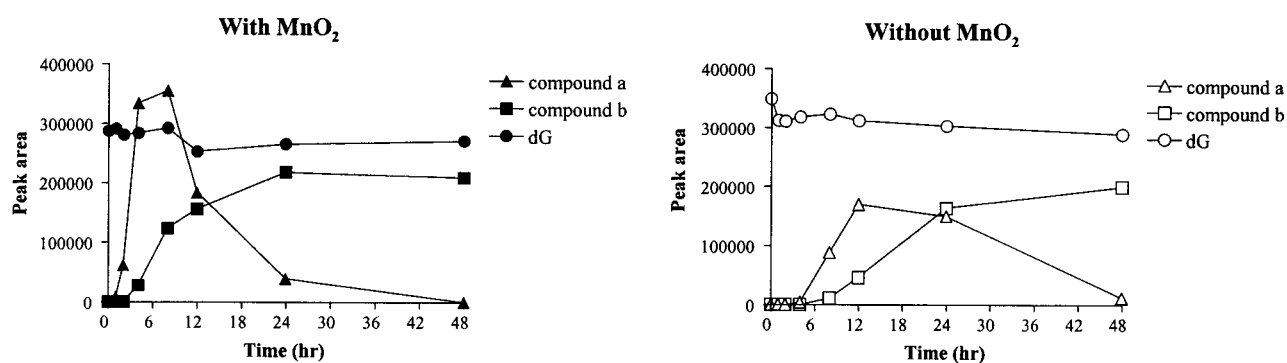 With MnO₂
400000
300000
200000
100000
0
Peak area
0 6 12 18 24 30 36 42 48
Time (hr)
compound a
compound b
dG
Without MnO₂
400000
300000
200000
100000
0
Peak area
0 6 12 18 24 30 36 42 48
Time (hr)
compound a
compound b
dG